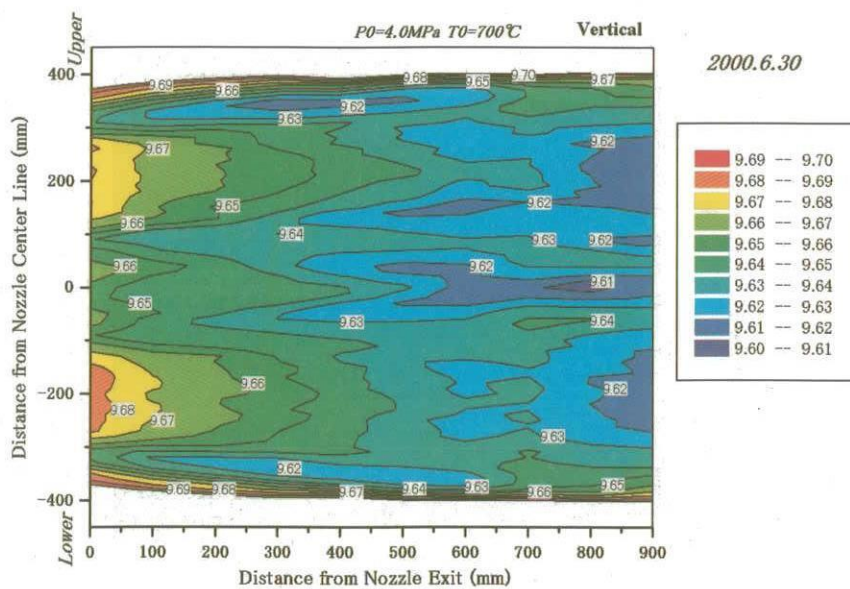 P0=4.0MPa T0=700℃ Vertical
2000.6.30
Upper
Distance from Nozzle Center Line (mm)
Lower
400
200
0
-200
-400
9.69
9.66
9.68
9.65
9.70
9.67
9.62
9.63
9.67
9.62
9.65
9.62
9.66
9.64
9.63
9.62
9.66
9.62
9.61
9.65
9.63
9.64
9.66
9.62
9.68
9.67
9.63
9.62
9.63
9.65
9.69
9.68
9.67
9.64
9.66
0 100 200 300 400 500 600 700 800 900
Distance from Nozzle Exit (mm)
9.69 -- 9.70
9.68 -- 9.69
9.67 -- 9.68
9.66 -- 9.67
9.65 -- 9.66
9.64 -- 9.65
9.63 -- 9.64
9.62 -- 9.63
9.61 -- 9.62
9.60 -- 9.61